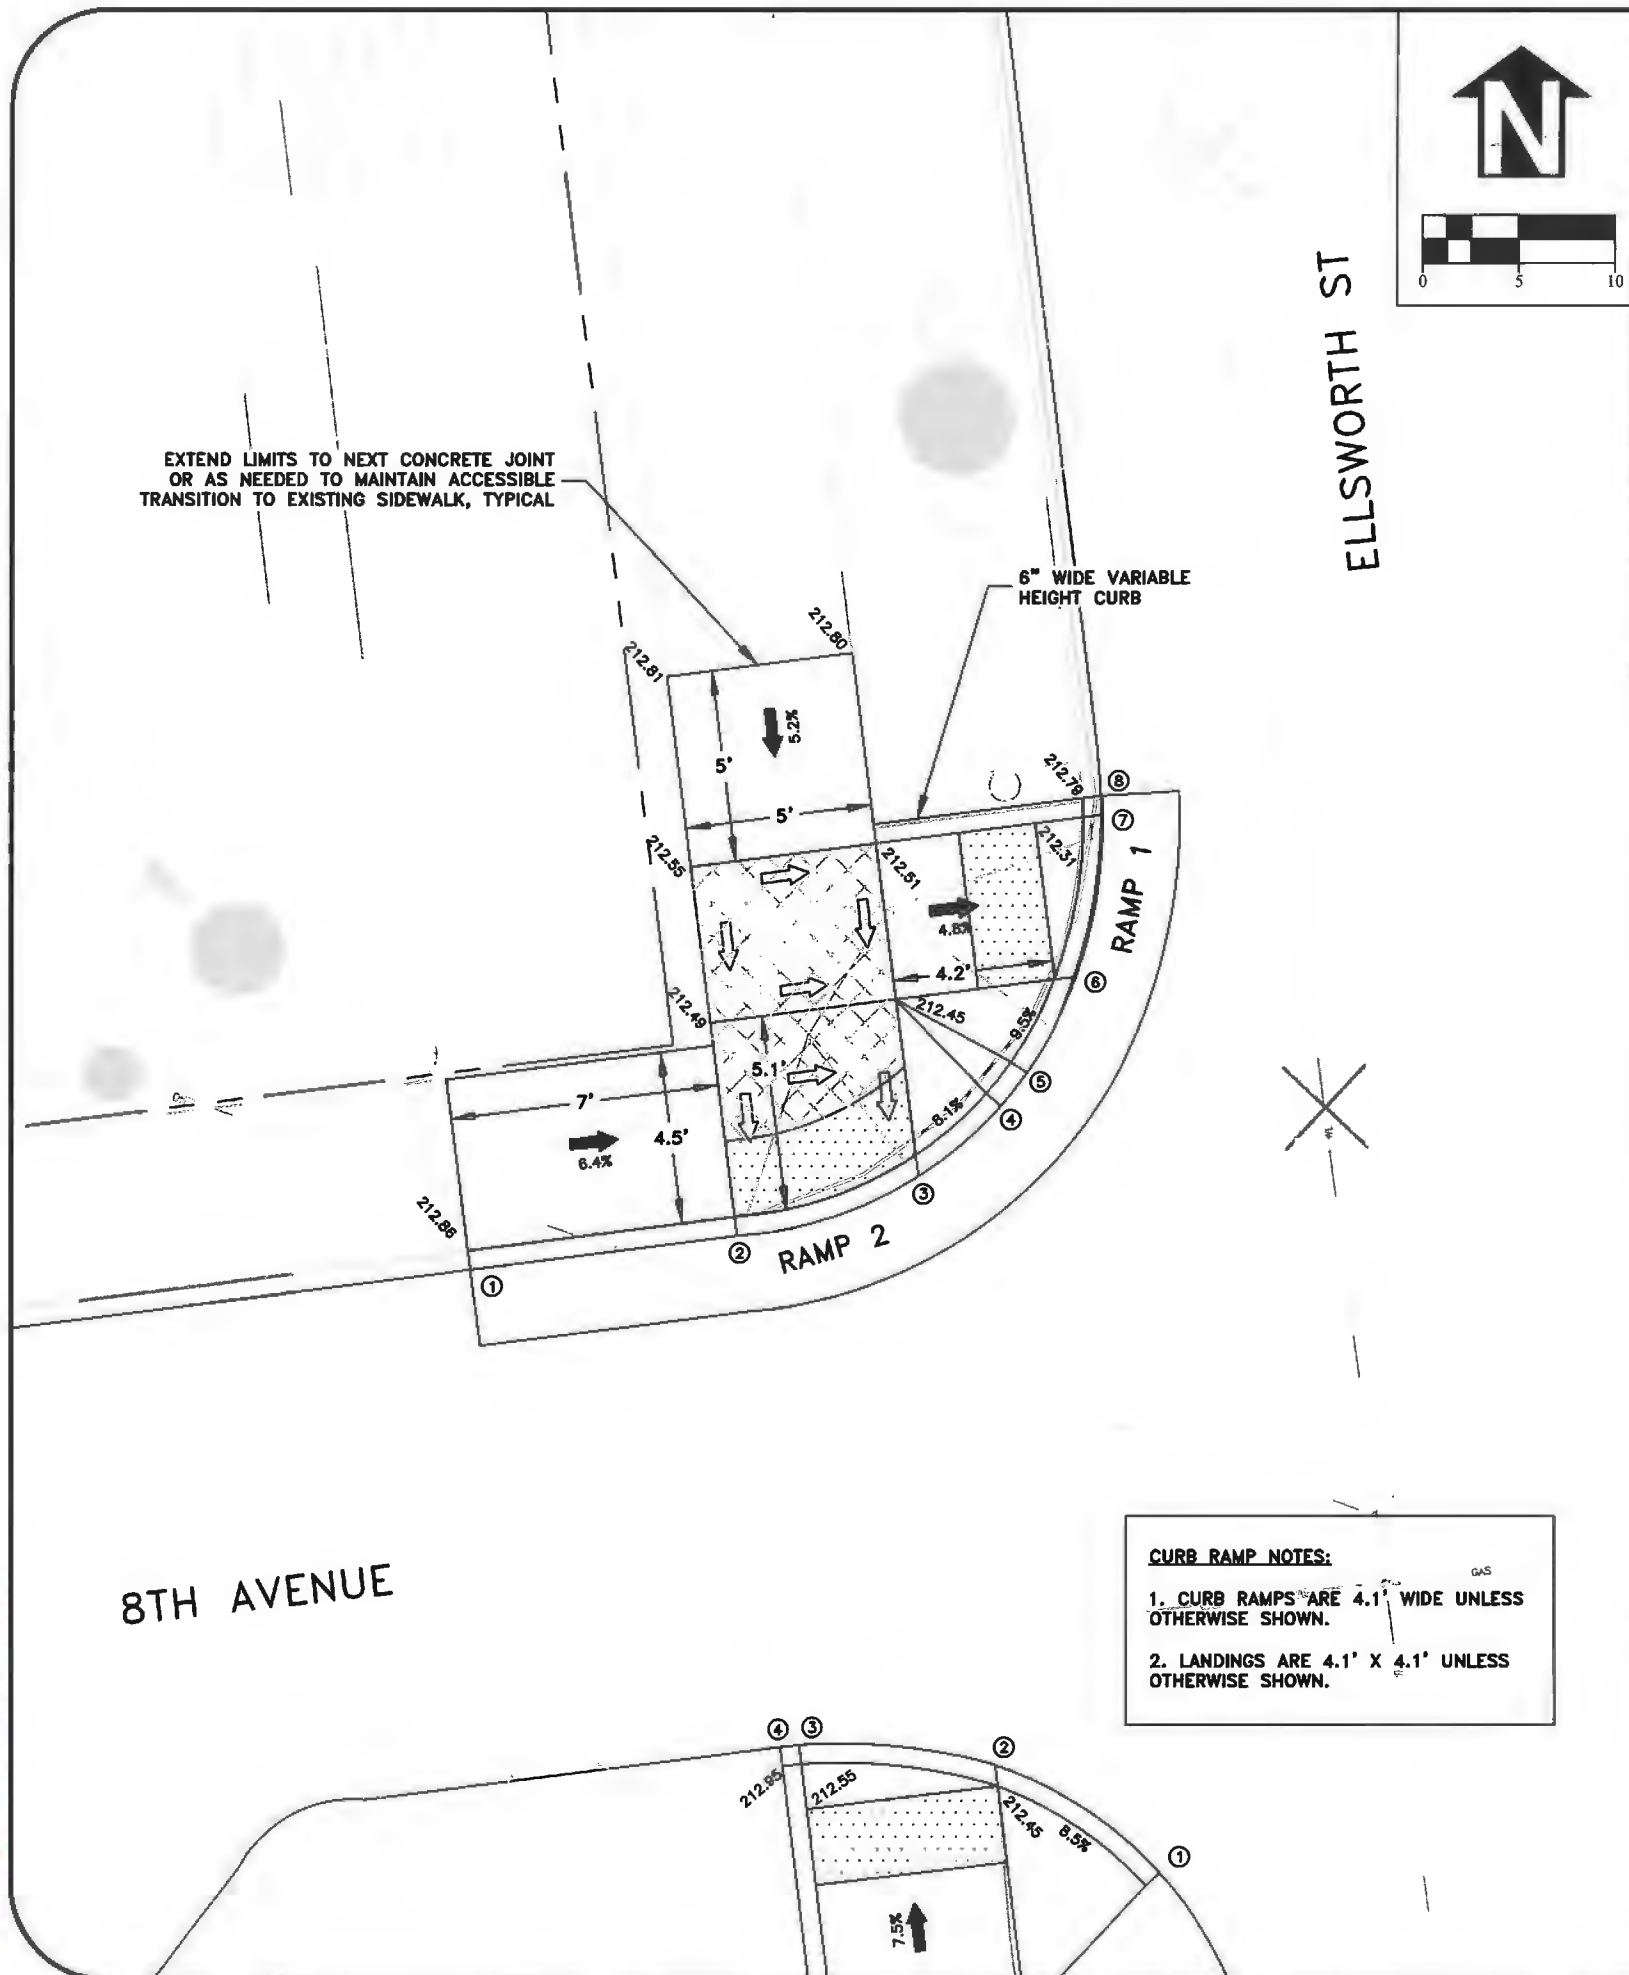 N
0 5 10
ELLSWORTH ST
EXTEND LIMITS TO NEXT CONCRETE JOINT
OR AS NEEDED TO MAINTAIN ACCESSIBLE
TRANSITION TO EXISTING SIDEWALK, TYPICAL
6" WIDE VARIABLE
HEIGHT CURB
212.80
212.81
5.2%
5'
5'
212.79
8
7
212.55
212.51
212.31
RAMP 1
4.8%
4.2'
6
212.49
212.45
9.5%
5
5.1'
7'
4.5'
8.1%
4
6.4%
3
212.86
2
RAMP 2
1
8TH AVENUE
CURB RAMP NOTES:
GAS
1. CURB RAMPS ARE 4.1' WIDE UNLESS
OTHERWISE SHOWN.
2. LANDINGS ARE 4.1' X 4.1' UNLESS
OTHERWISE SHOWN.
4 3
2
212.95
212.55
212.45
8.5%
1
7.5%